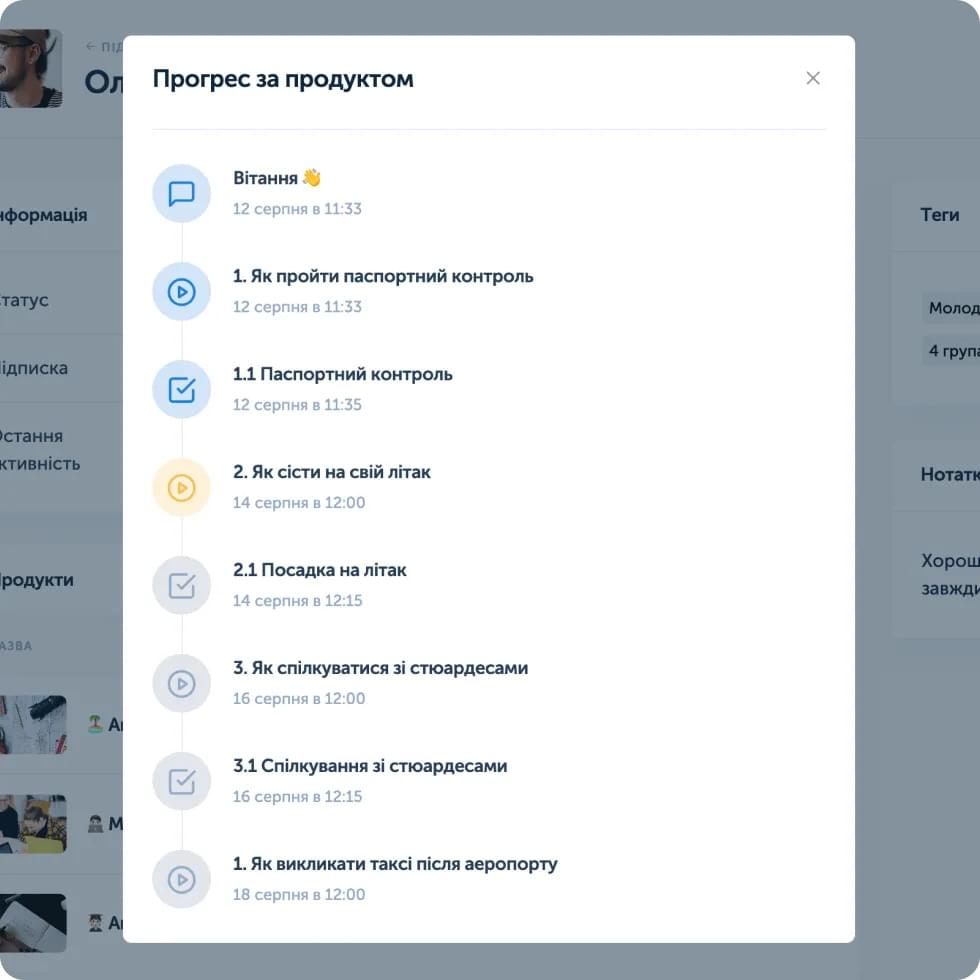 Прогрес за продуктом
Вітання 👋
12 серпня в 11:33
1. Як пройти паспортний контроль
12 серпня в 11:33
1.1 Паспортний контроль
12 серпня в 11:35
2. Як сісти на свій літак
14 серпня в 12:00
2.1 Посадка на літак
14 серпня в 12:15
3. Як спілкуватися зі стюардесами
16 серпня в 12:00
3.1 Спілкування зі стюардесами
16 серпня в 12:15
1. Як викликати таксі після аеропорту
18 серпня в 12:00
← ПІД
Ол
нформація
татус
ідписка
Остання
ктивність
родукти
АЗВА
Теги
Молод
4 група
Нотатк
Хорош
завжди